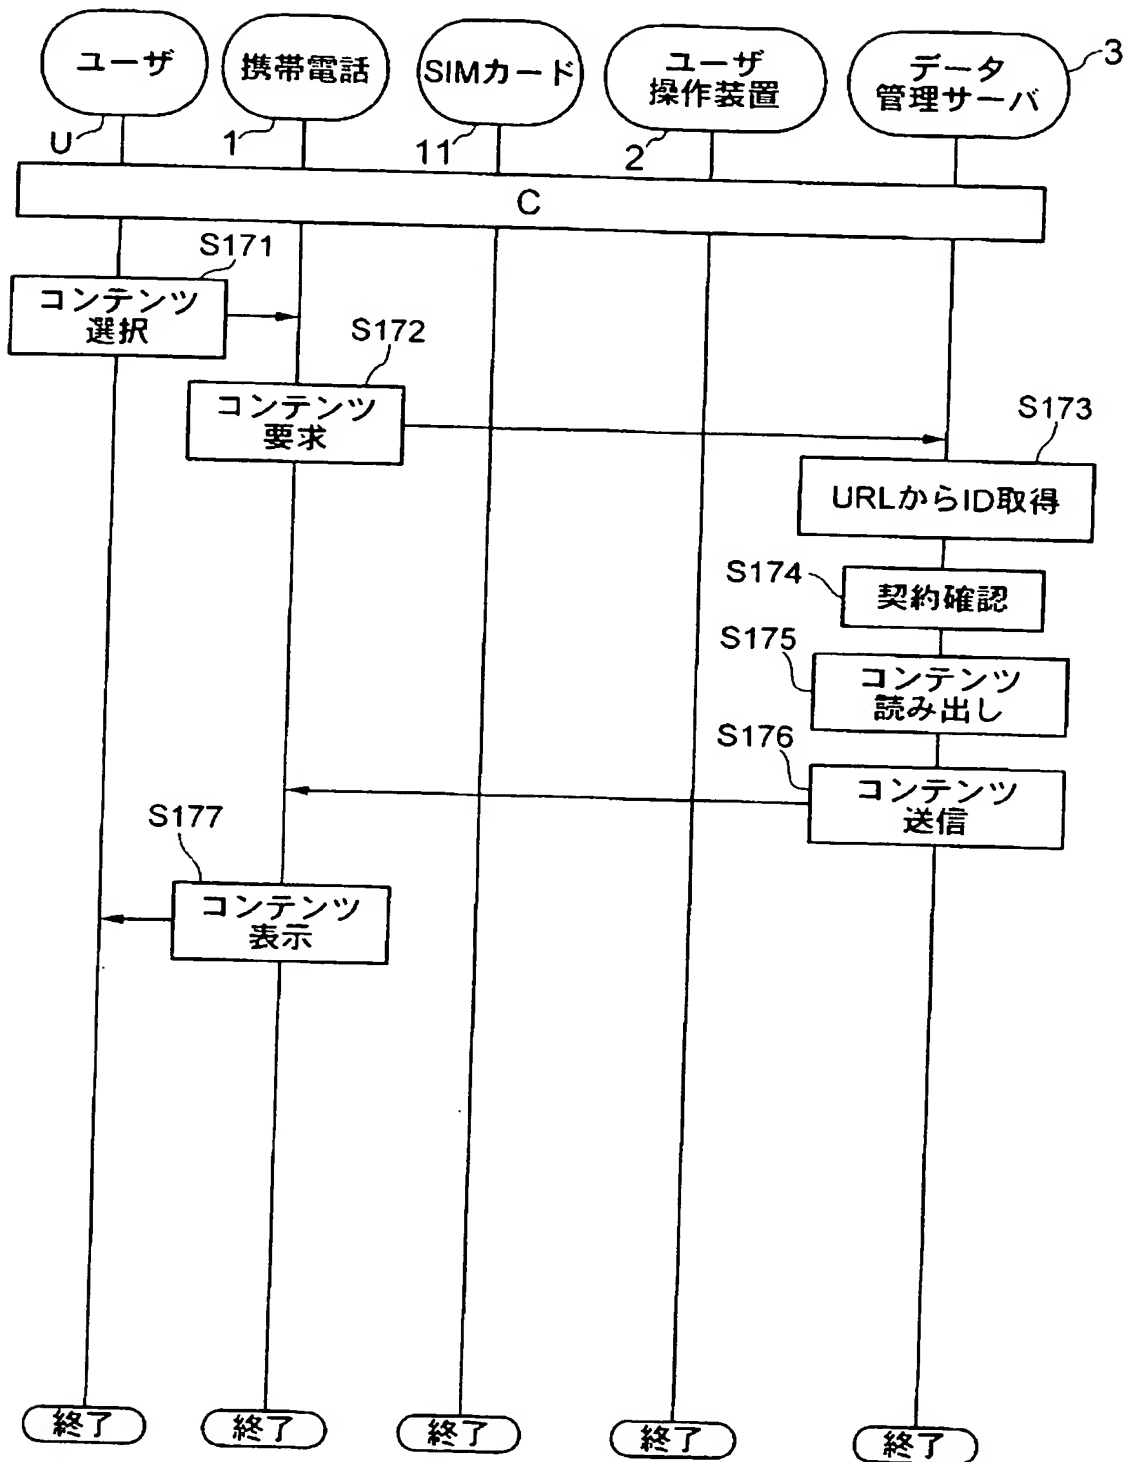 ユーザ
携帯電話
SIMカード
ユーザ
操作装置
データ
管理サーバ
3
U
1
11
2
C
S171
コンテンツ
選択
S172
コンテンツ
要求
S173
URLからID取得
S174
契約確認
S175
コンテンツ
読み出し
S176
コンテンツ
送信
S177
コンテンツ
表示
終了
終了
終了
終了
終了